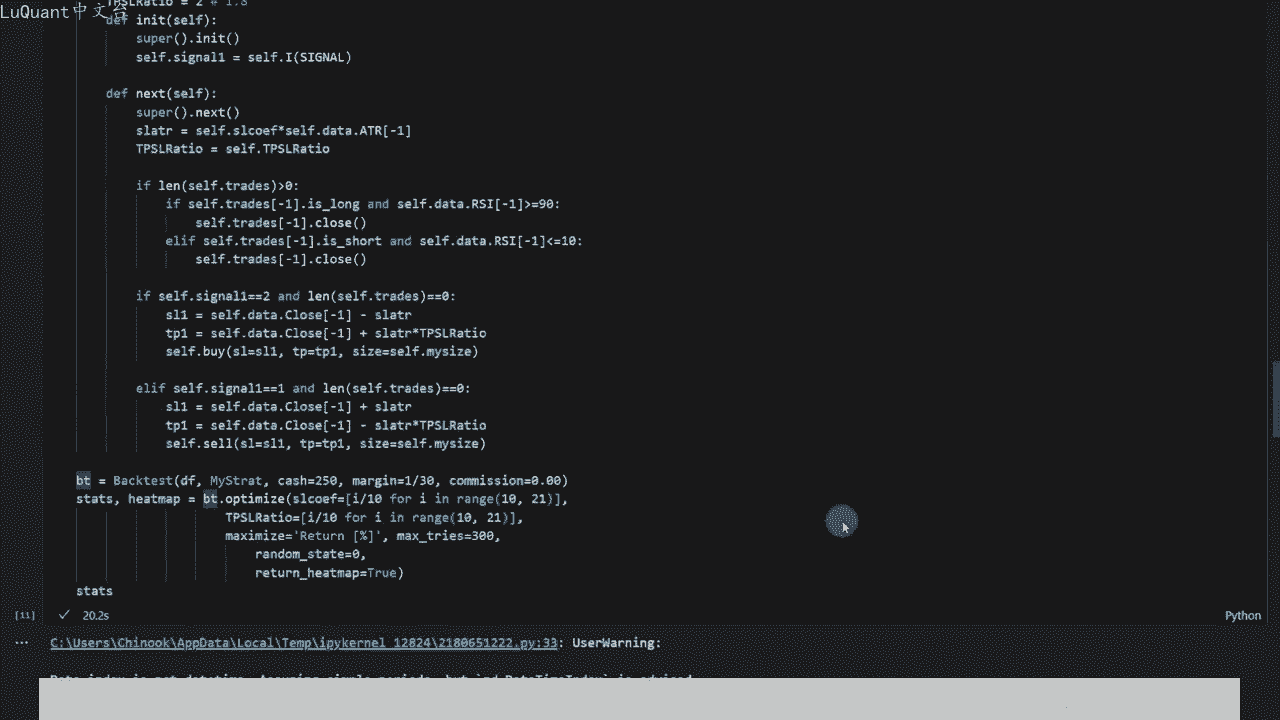 LuQuant中文台
TPSLRatio = 2 # 1.8
def init(self):
super().init()
self.signal1 = self.I(SIGNAL)
def next(self):
super().next()
slatr = self.slcoef*self.data.ATR[-1]
TPSLRatio = self.TPSLRatio
if len(self.trades)>0:
if self.trades[-1].is_long and self.data.RSI[-1]>=90:
self.trades[-1].close()
elif self.trades[-1].is_short and self.data.RSI[-1]<=10:
self.trades[-1].close()
if self.signal1==2 and len(self.trades)==0:
sl1 = self.data.Close[-1] - slatr
tp1 = self.data.Close[-1] + slatr*TPSLRatio
self.buy(sl=sl1, tp=tp1, size=self.mysize)
elif self.signal1==1 and len(self.trades)==0:
sl1 = self.data.Close[-1] + slatr
tp1 = self.data.Close[-1] - slatr*TPSLRatio
self.sell(sl=sl1, tp=tp1, size=self.mysize)
bt = Backtest(df, MyStrat, cash=250, margin=1/30, commission=0.00)
stats, heatmap = bt.optimize(slcoef=[i/10 for i in range(10, 21)],
TPSLRatio=[i/10 for i in range(10, 21)],
maximize='Return [%]', max_tries=300,
random_state=0,
return_heatmap=True)
stats
[11] ✓ 20.2s Python
... C:\Users\Chinook\AppData\Local\Temp\ipykernel_12824\2180651222.py:33: UserWarning: